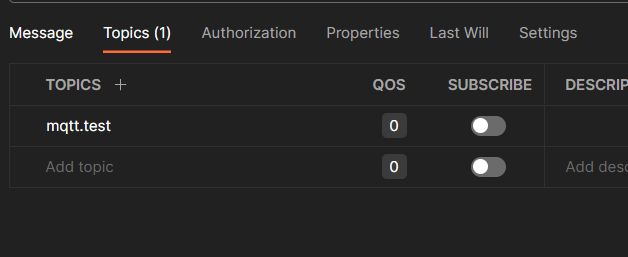 Message Topics (1) Authorization Properties Last Will Settings
TOPICS + QOS SUBSCRIBE DESCRIP
mqtt.test 0
Add topic 0 Add desc